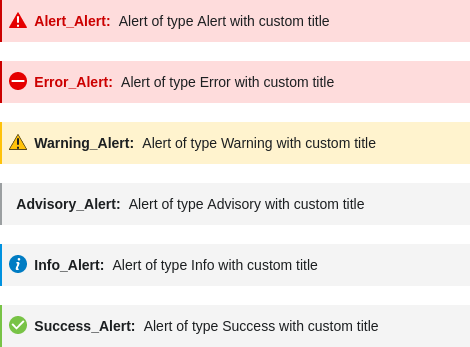 Alert_Alert: Alert of type Alert with custom title
Error_Alert: Alert of type Error with custom title
Warning_Alert: Alert of type Warning with custom title
Advisory_Alert: Alert of type Advisory with custom title
Info_Alert: Alert of type Info with custom title
Success_Alert: Alert of type Success with custom title